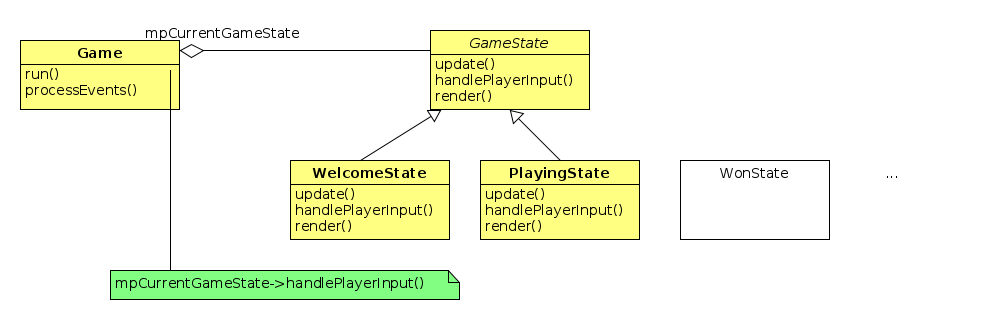 mpCurrentGameState
Game
run()
processEvents()
GameState
update()
handlePlayerInput()
render()
WelcomeState
update()
handlePlayerInput()
render()
PlayingState
update()
handlePlayerInput()
render()
WonState
...
mpCurrentGameState->handlePlayerInput()